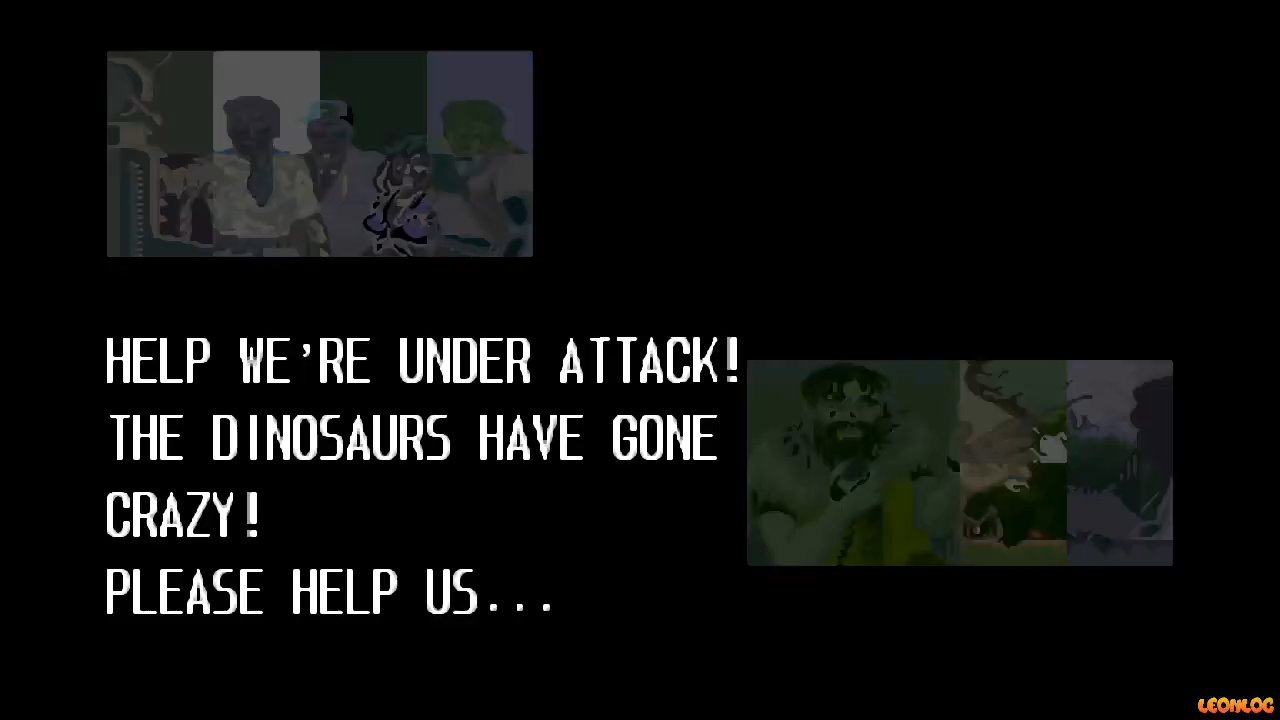 HELP WE'RE UNDER ATTACK!
THE DINOSAURS HAVE GONE
CRAZY!
PLEASE HELP US...
LEONLOG